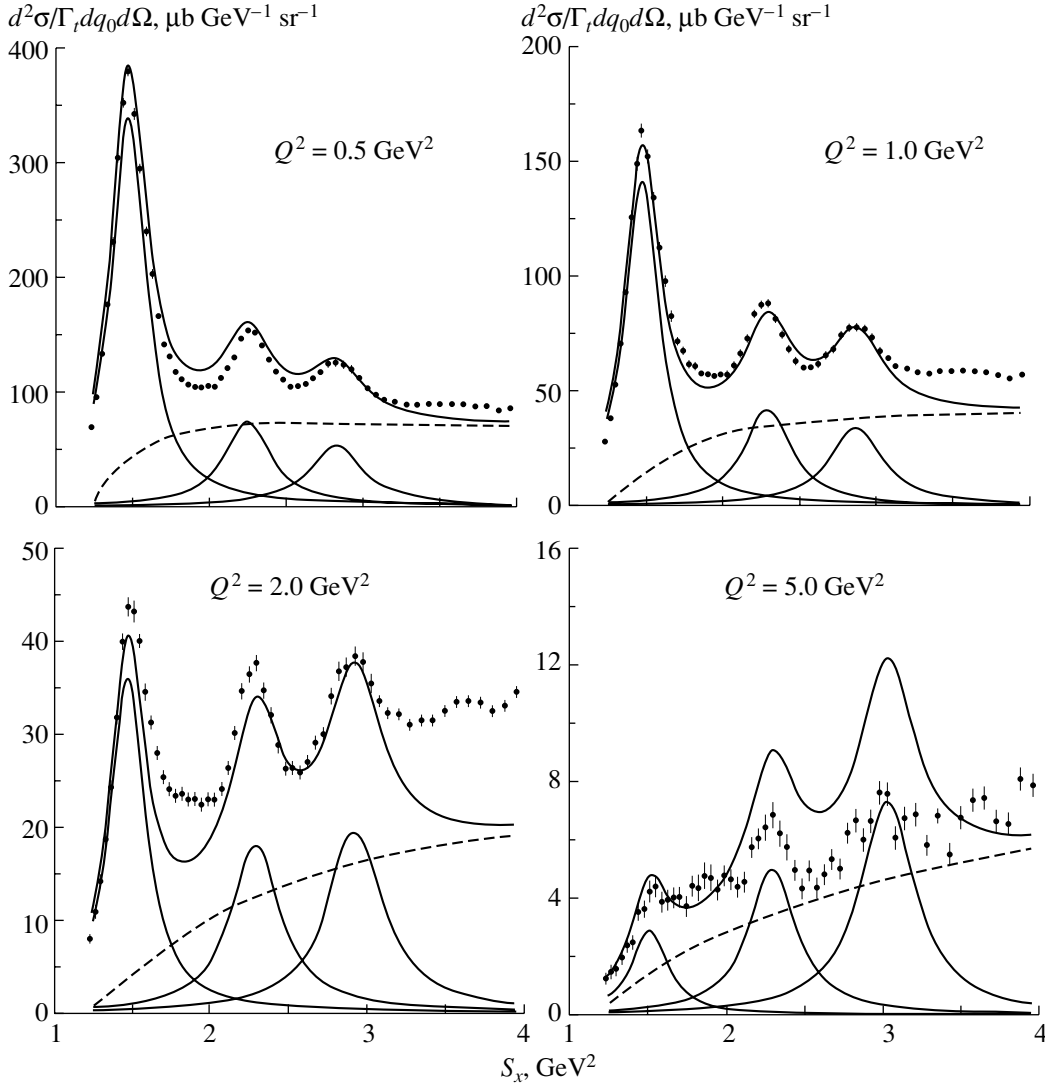 d²σ/Γₜdq₀dΩ, μb GeV⁻¹ sr⁻¹
d²σ/Γₜdq₀dΩ, μb GeV⁻¹ sr⁻¹
400
300
200
100
0
Q² = 0.5 GeV²
200
150
100
50
0
Q² = 1.0 GeV²
50
40
30
20
10
0
Q² = 2.0 GeV²
1 2 3
16
12
8
4
0
Q² = 5.0 GeV²
1 2 3 4
Sₓ, GeV²